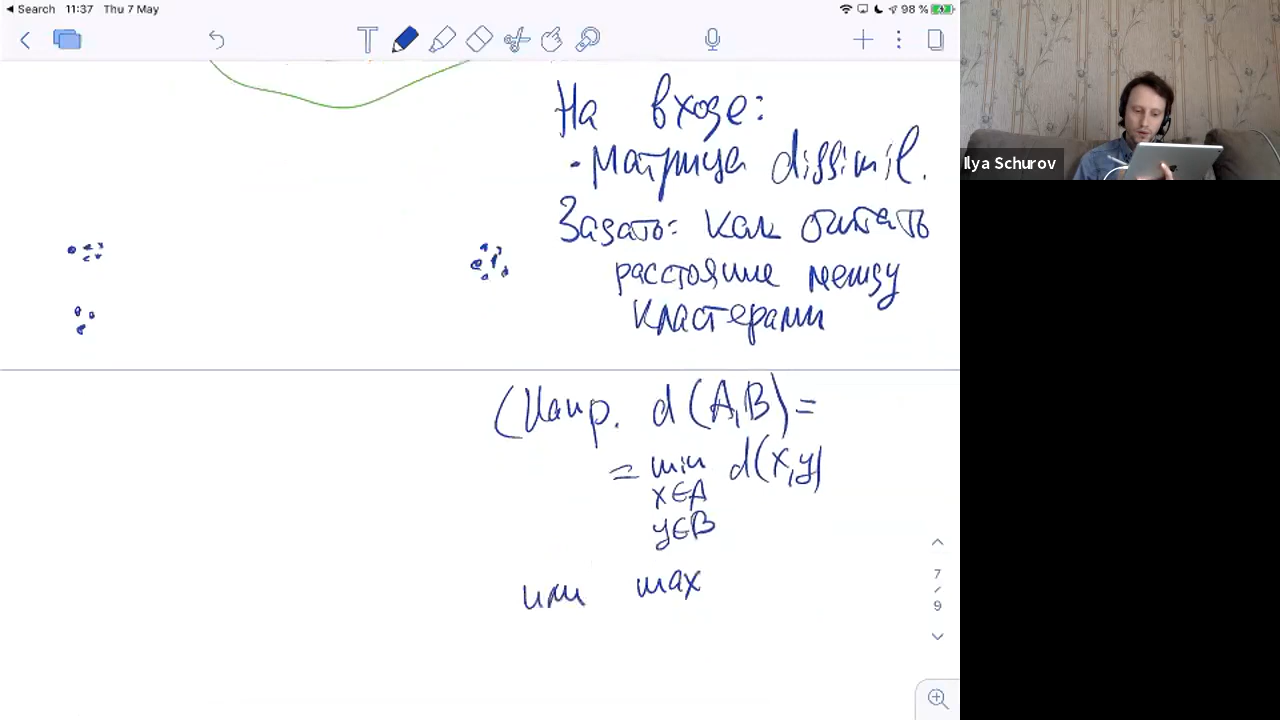 Search 11:37 Thu 7 May 98 %
На входе:
- матрица dissimil.
Задать: как считать
расстояние между
кластерами
(Напр. d(A,B)=
= min d(x,y)
x∈A
y∈B
или max
7
/
9
Ilya Schurov